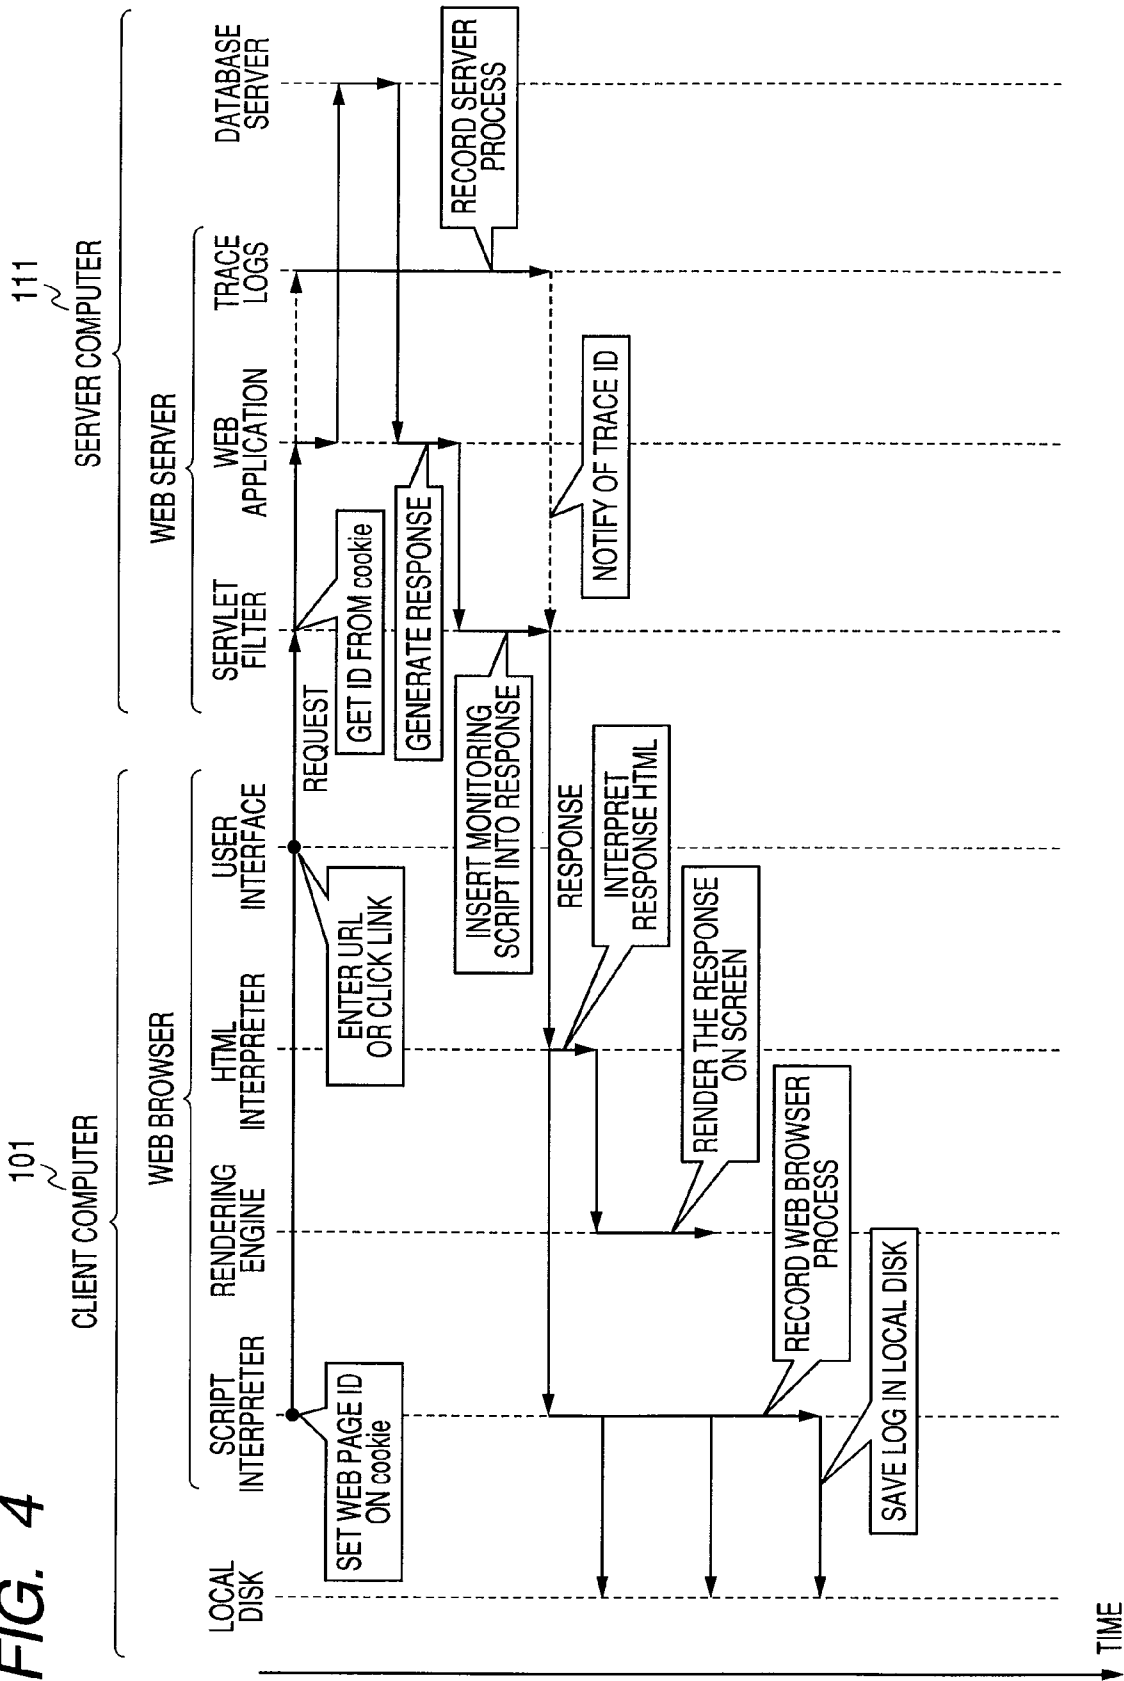 FIG. 4
101
CLIENT COMPUTER
111
SERVER COMPUTER
WEB BROWSER
WEB SERVER
LOCAL
DISK
SCRIPT
INTERPRETER
RENDERING
ENGINE
HTML
INTERPRETER
USER
INTERFACE
SERVLET
FILTER
WEB
APPLICATION
TRACE
LOGS
DATABASE
SERVER
SET WEB PAGE ID
ON cookie
ENTER URL
OR CLICK LINK
REQUEST
GET ID FROM cookie
GENERATE RESPONSE
RECORD SERVER
PROCESS
INSERT MONITORING
SCRIPT INTO RESPONSE
NOTIFY OF TRACE ID
RESPONSE
INTERPRET
RESPONSE HTML
RENDER THE RESPONSE
ON SCREEN
RECORD WEB BROWSER
PROCESS
SAVE LOG IN LOCAL DISK
TIME